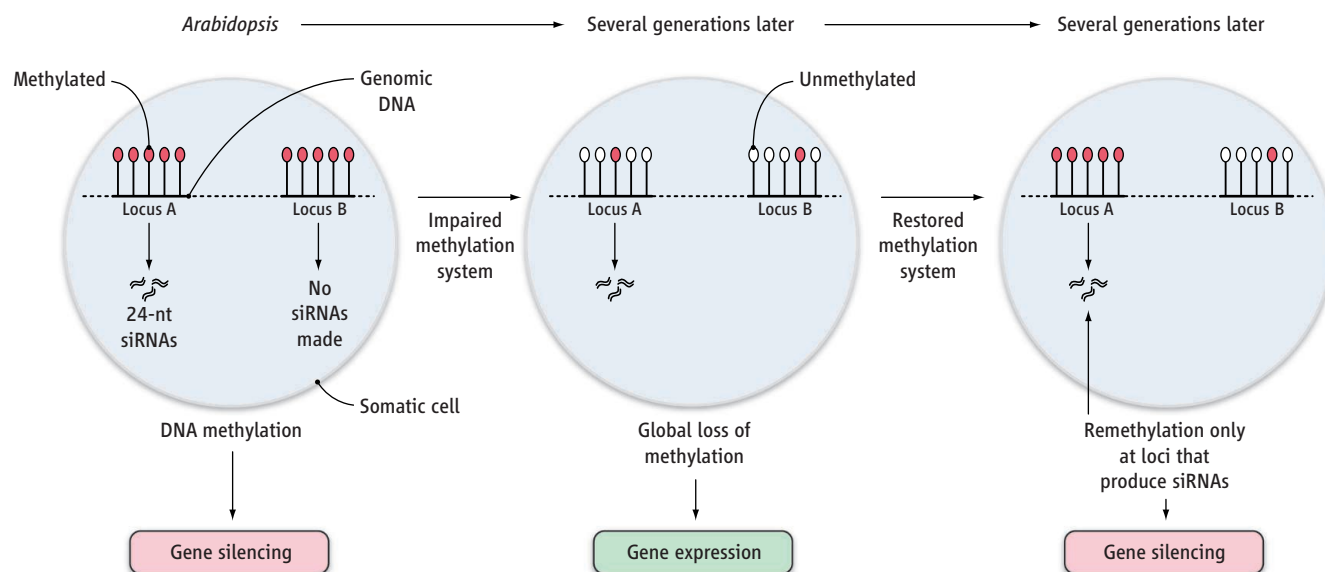 Arabidopsis
Several generations later
Several generations later
Methylated
Genomic
DNA
Unmethylated
Locus A
Locus B
Locus A
Locus B
Locus A
Locus B
Impaired
methylation
system
Restored
methylation
system
24-nt
siRNAs
No
siRNAs
made
Somatic cell
DNA methylation
Global loss of
methylation
Remethylation only
at loci that
produce siRNAs
Gene silencing
Gene expression
Gene silencing